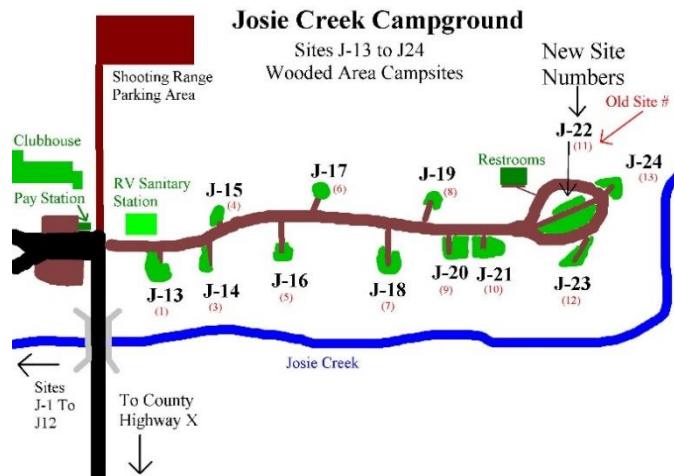 Josie Creek Campground
Sites J-13 to J24
Wooded Area Campsites
Shooting Range
Parking Area
New Site
Numbers
Old Site #
Clubhouse
Pay Station
RV Sanitary
Station
J-15
(4)
J-17
(6)
J-19
(8)
Restrooms
J-22
(11)
J-24
(13)
J-13
(1)
J-14
(3)
J-16
(5)
J-18
(7)
J-20
(9)
J-21
(10)
J-23
(12)
Josie Creek
Sites
J-1 To
J12
To County
Highway X